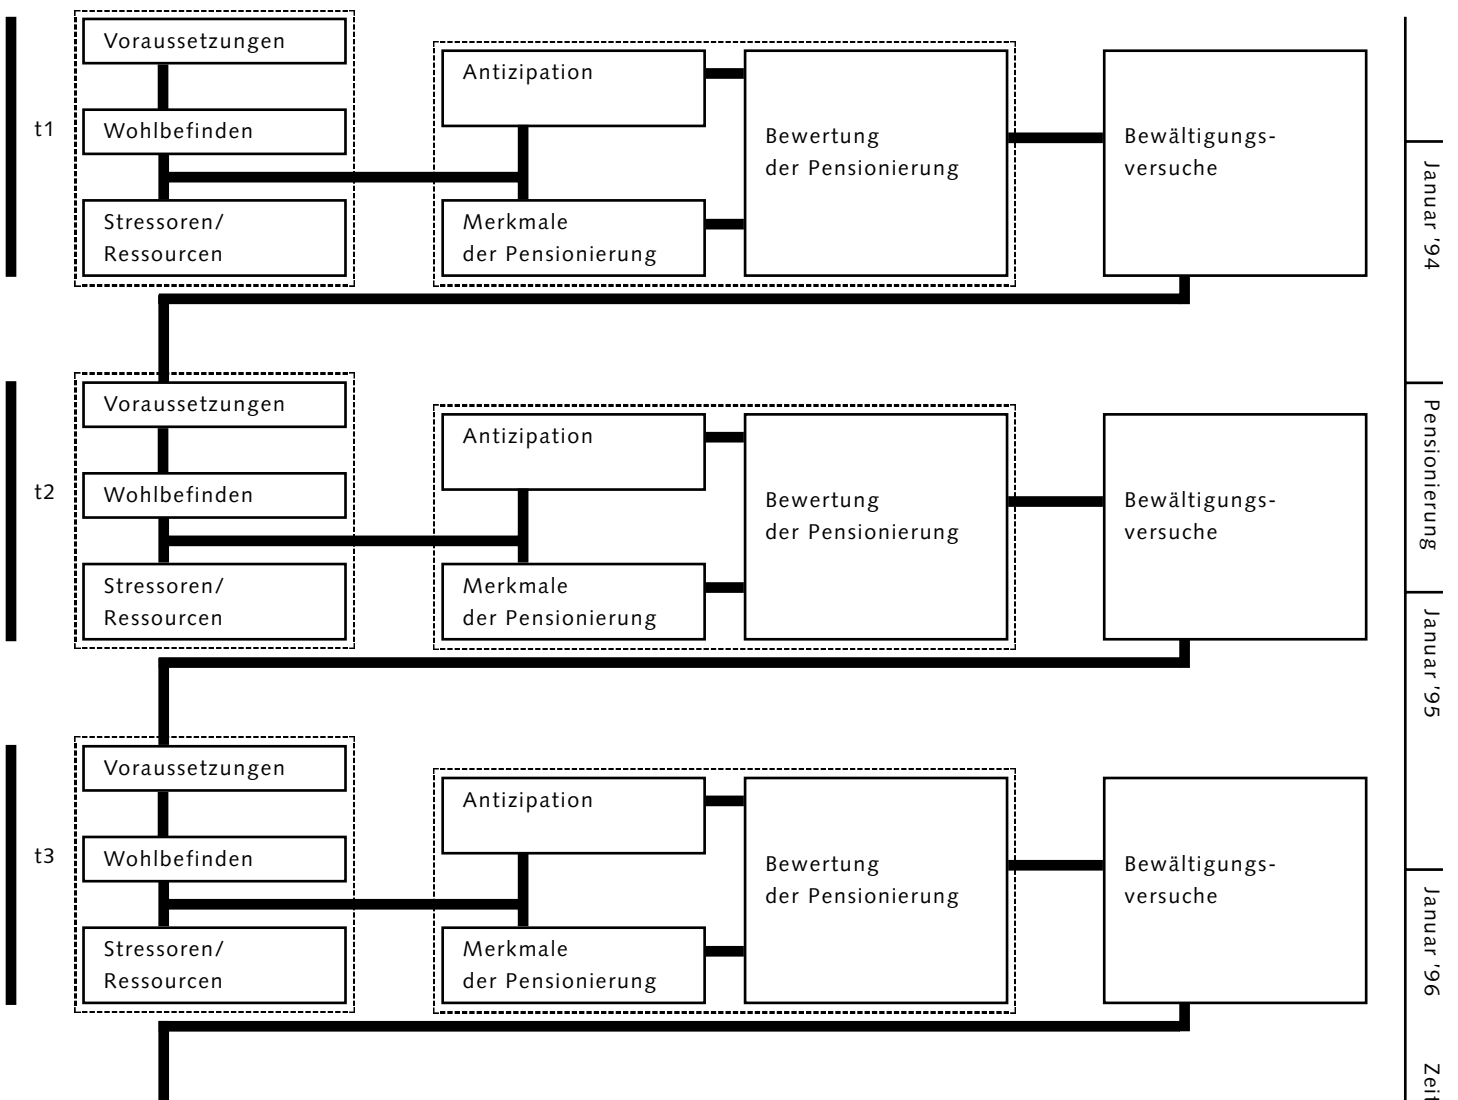 Voraussetzungen
t1
Wohlbefinden
Stressoren/
Ressourcen
Antizipation
Merkmale
der Pensionierung
Bewertung
der Pensionierung
Bewältigungs-
versuche
Januar '94
Voraussetzungen
t2
Wohlbefinden
Stressoren/
Ressourcen
Antizipation
Merkmale
der Pensionierung
Bewertung
der Pensionierung
Bewältigungs-
versuche
Pensionierung
Januar '95
Voraussetzungen
t3
Wohlbefinden
Stressoren/
Ressourcen
Antizipation
Merkmale
der Pensionierung
Bewertung
der Pensionierung
Bewältigungs-
versuche
Januar '96
Zeit